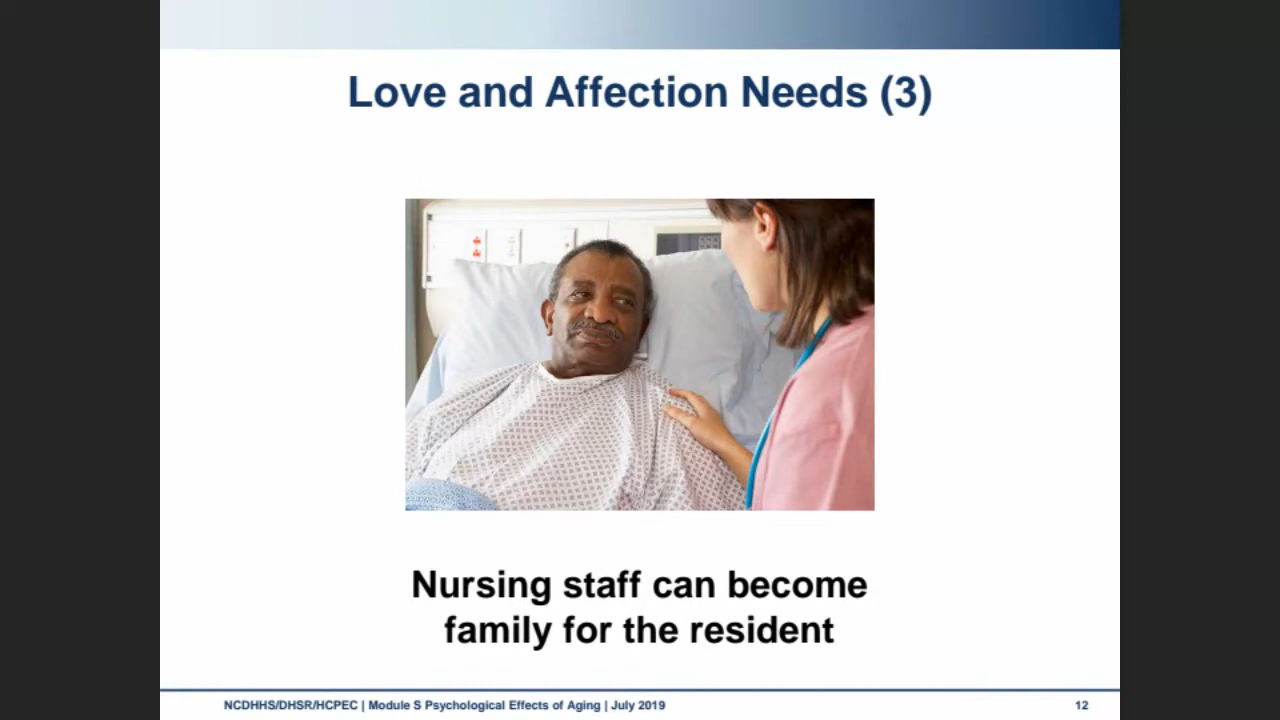 Love and Affection Needs (3)
Nursing staff can become
family for the resident
NCDHHS/DHSR/HCPEC | Module S Psychological Effects of Aging | July 2019
12